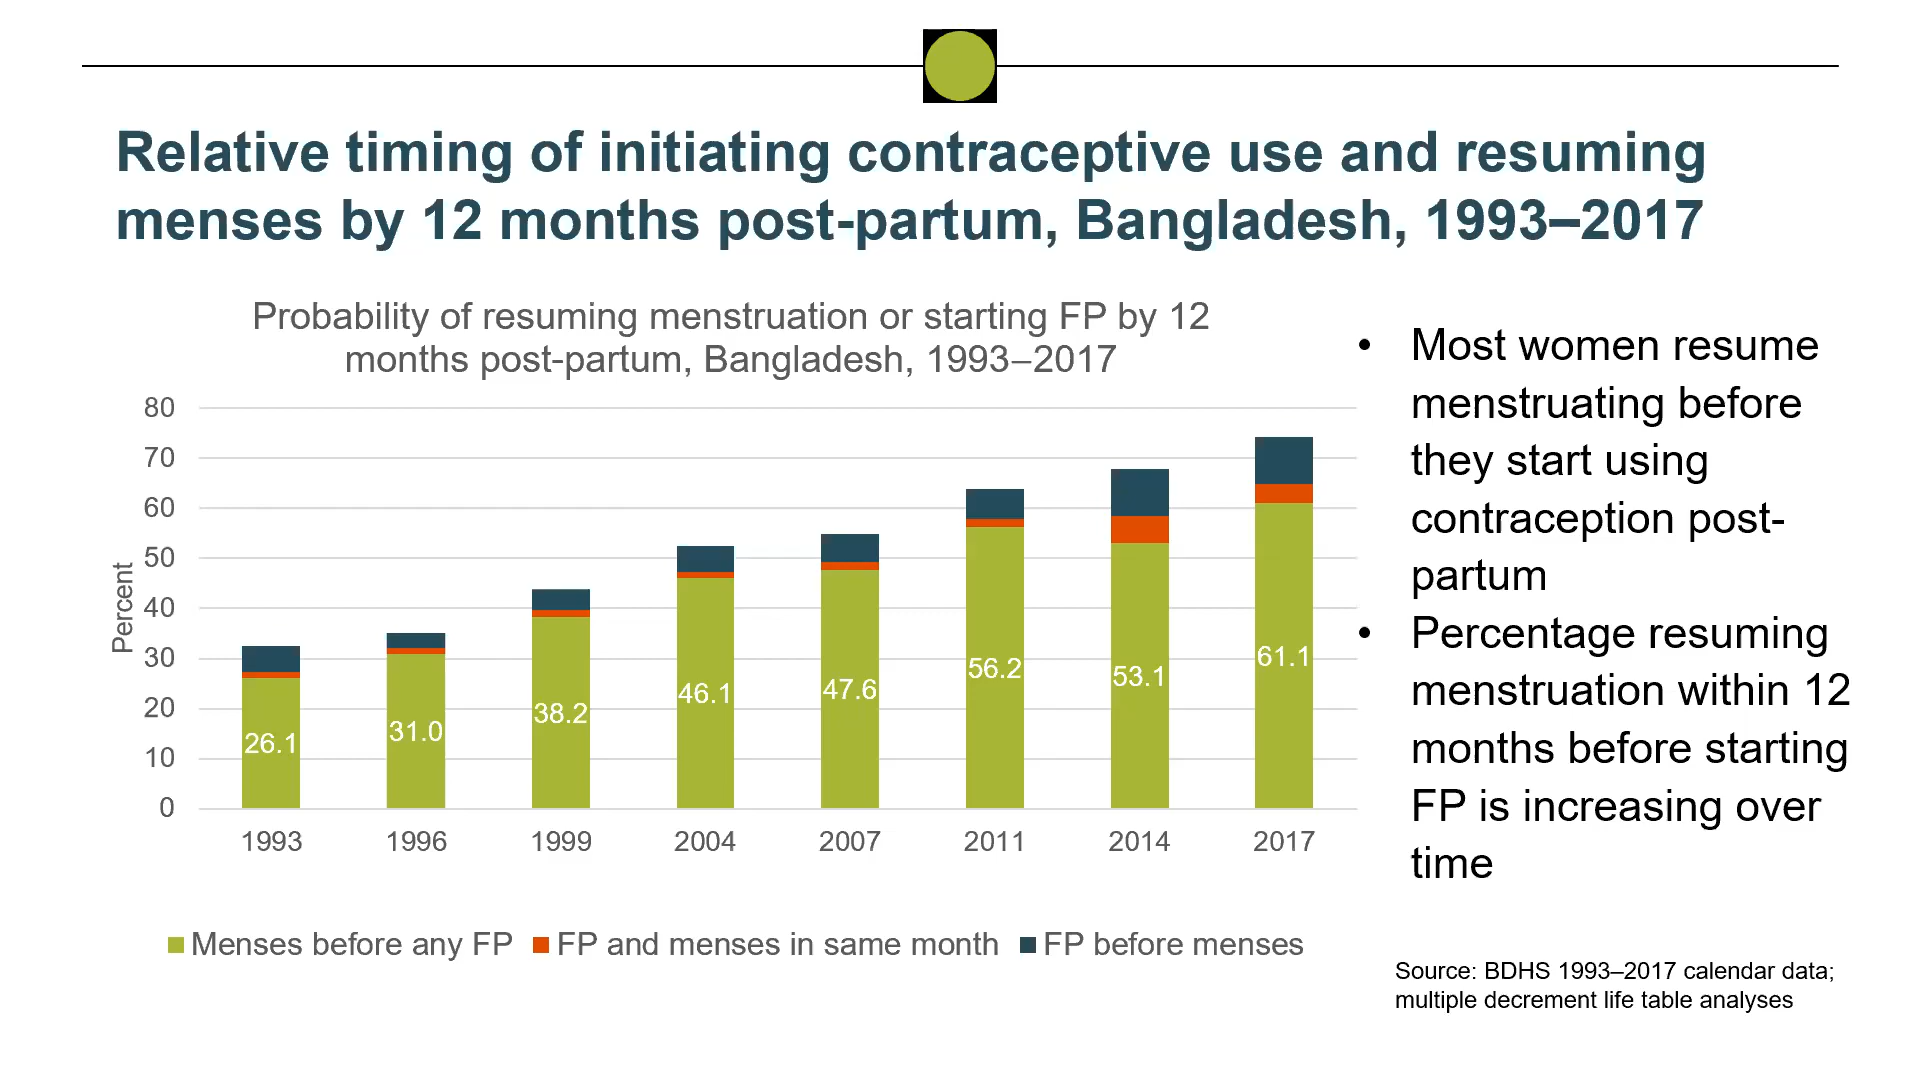 Relative timing of initiating contraceptive use and resuming
menses by 12 months post-partum, Bangladesh, 1993–2017
Probability of resuming menstruation or starting FP by 12
months post-partum, Bangladesh, 1993–2017
Percent
80
70
60
50
40
30
20
10
0
26.1
31.0
38.2
46.1
47.6
56.2
53.1
61.1
1993
1996
1999
2004
2007
2011
2014
2017
Menses before any FP
FP and menses in same month
FP before menses
• Most women resume
menstruating before
they start using
contraception post-
partum
• Percentage resuming
menstruation within 12
months before starting
FP is increasing over
time
Source: BDHS 1993–2017 calendar data;
multiple decrement life table analyses